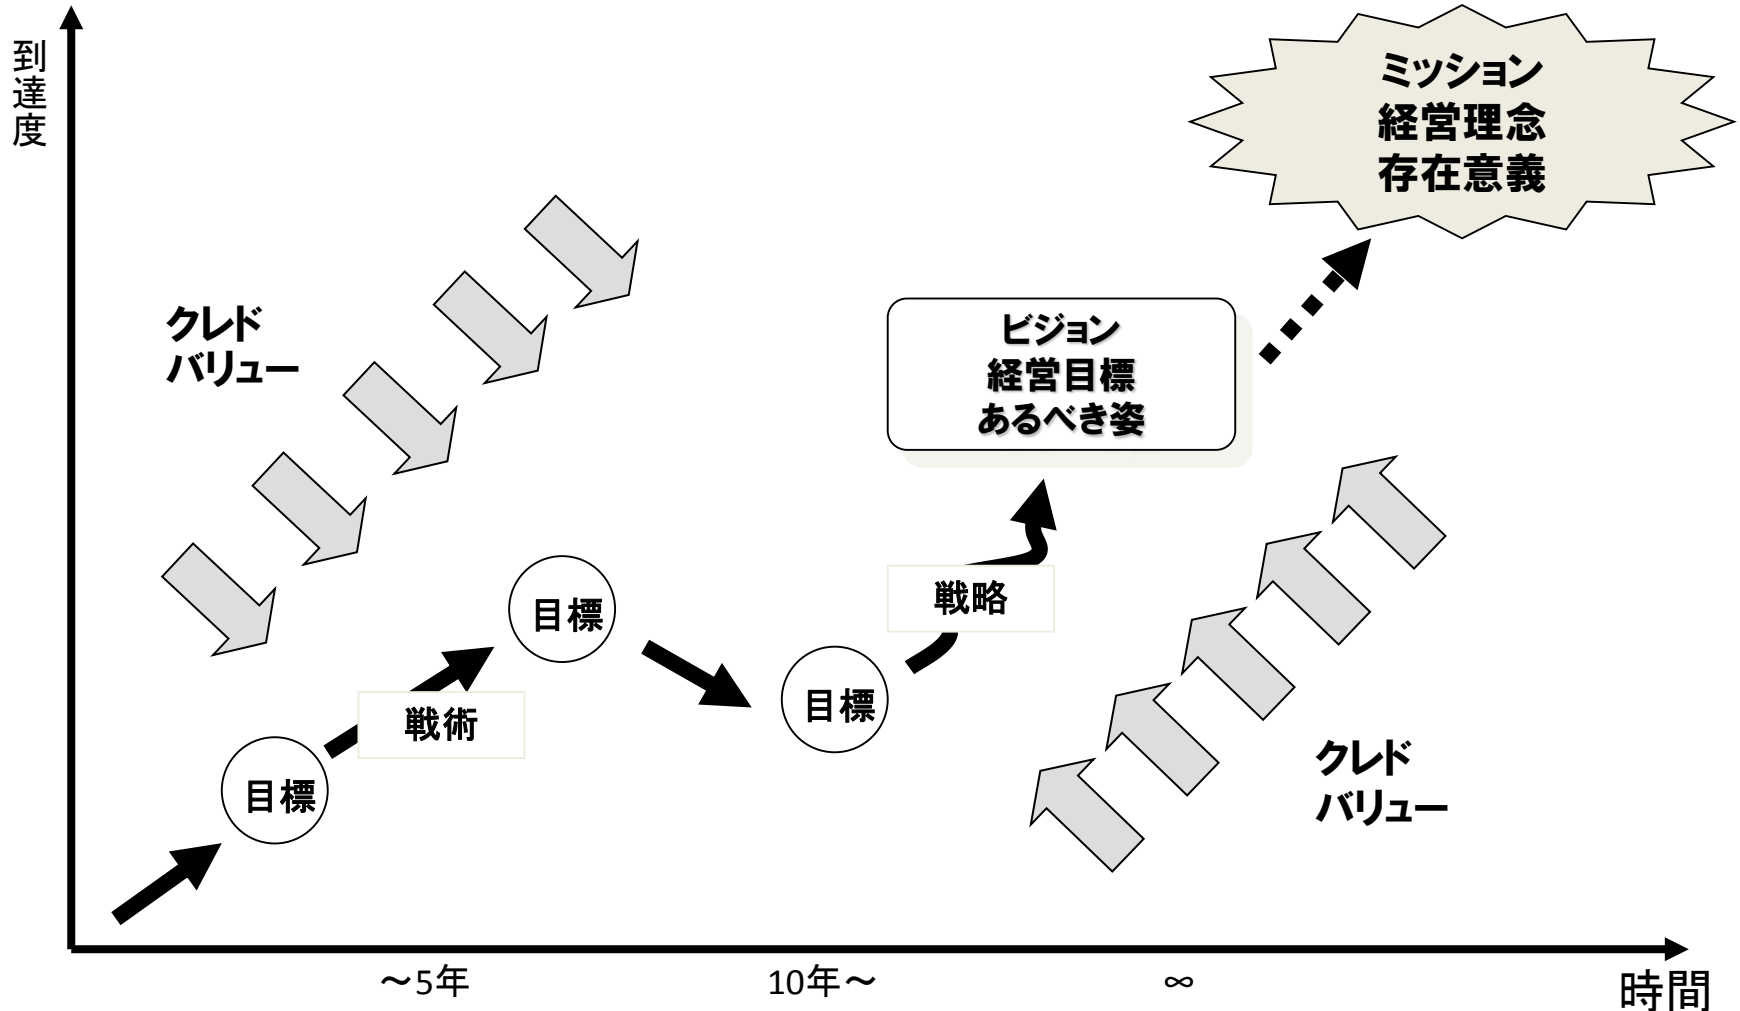 到達度
ミッション
経営理念
存在意義
ビジョン
経営目標
あるべき姿
クレド
バリュー
戦略
目標
目標
戦術
目標
クレド
バリュー
～5年
10年～
∞
時間